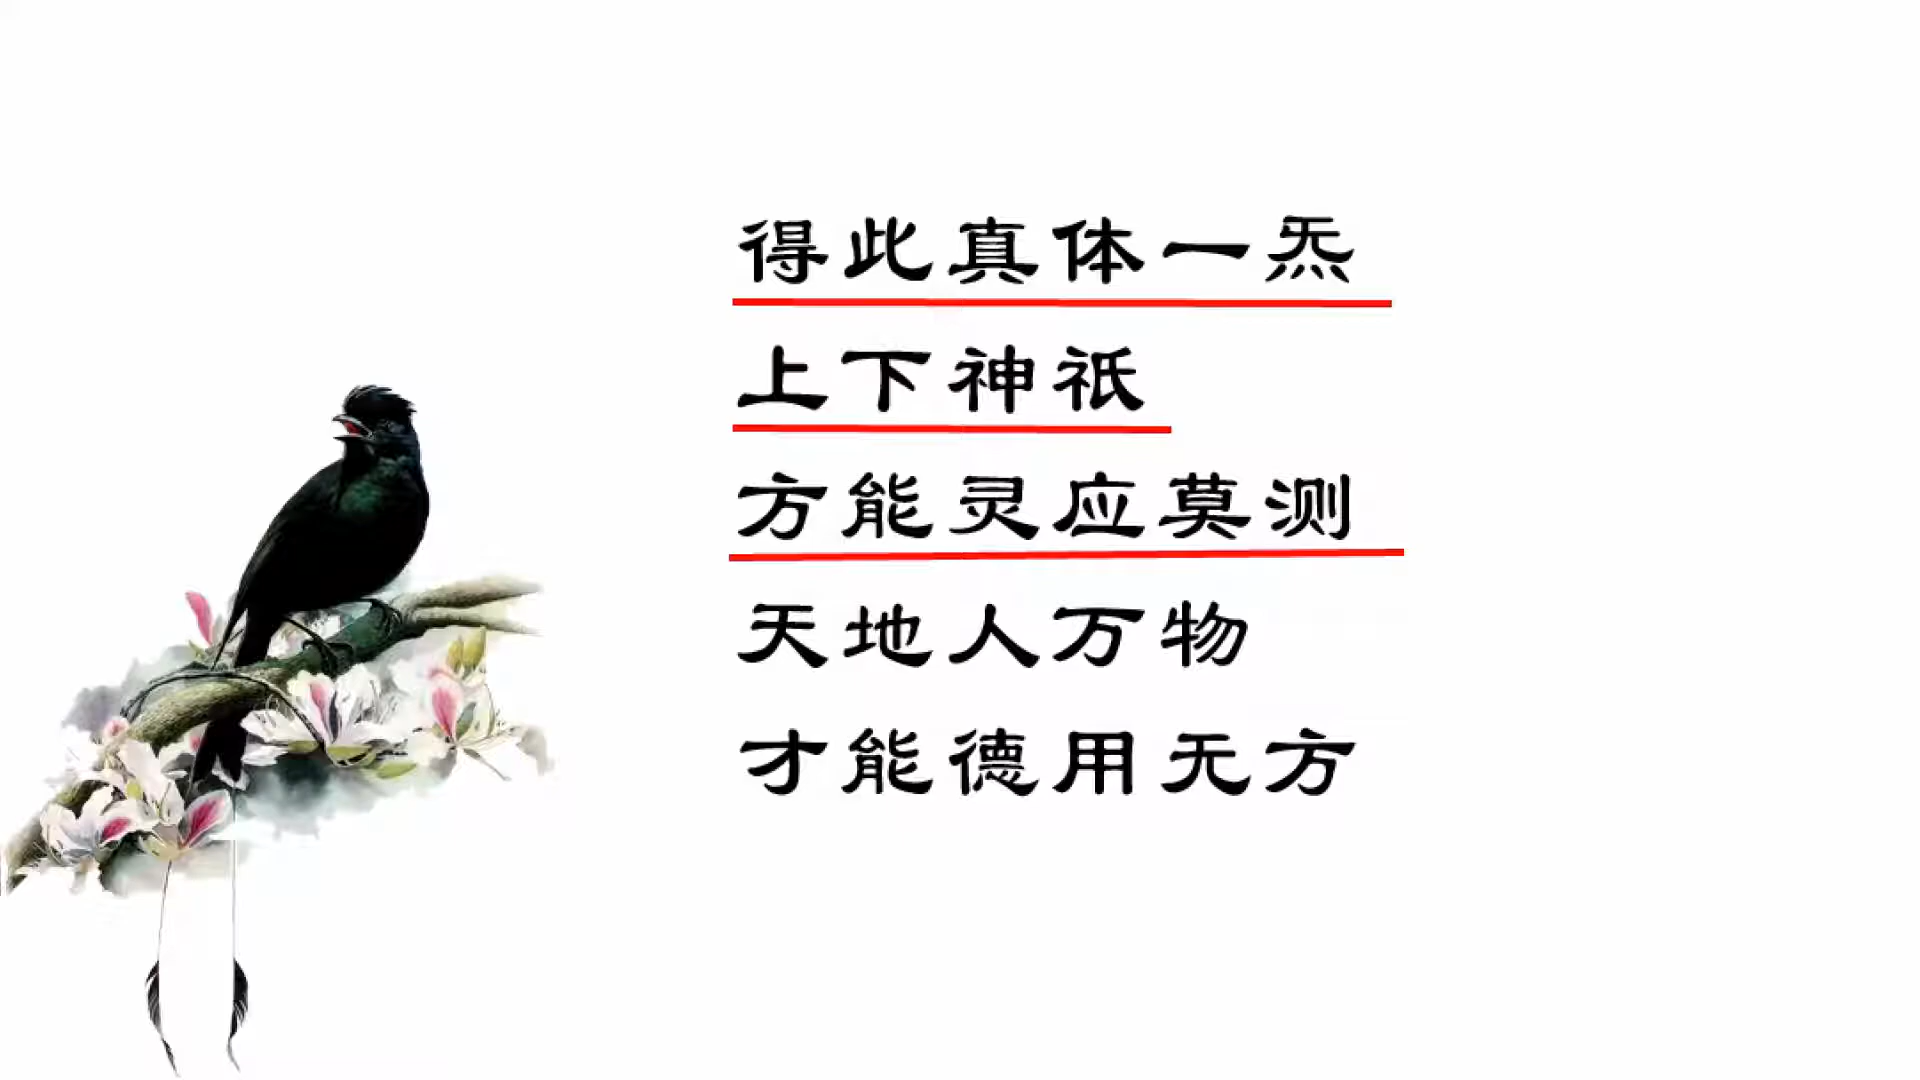 得此真体一炁
上下神祇
方能灵应莫测
天地人万物
才能德用无方